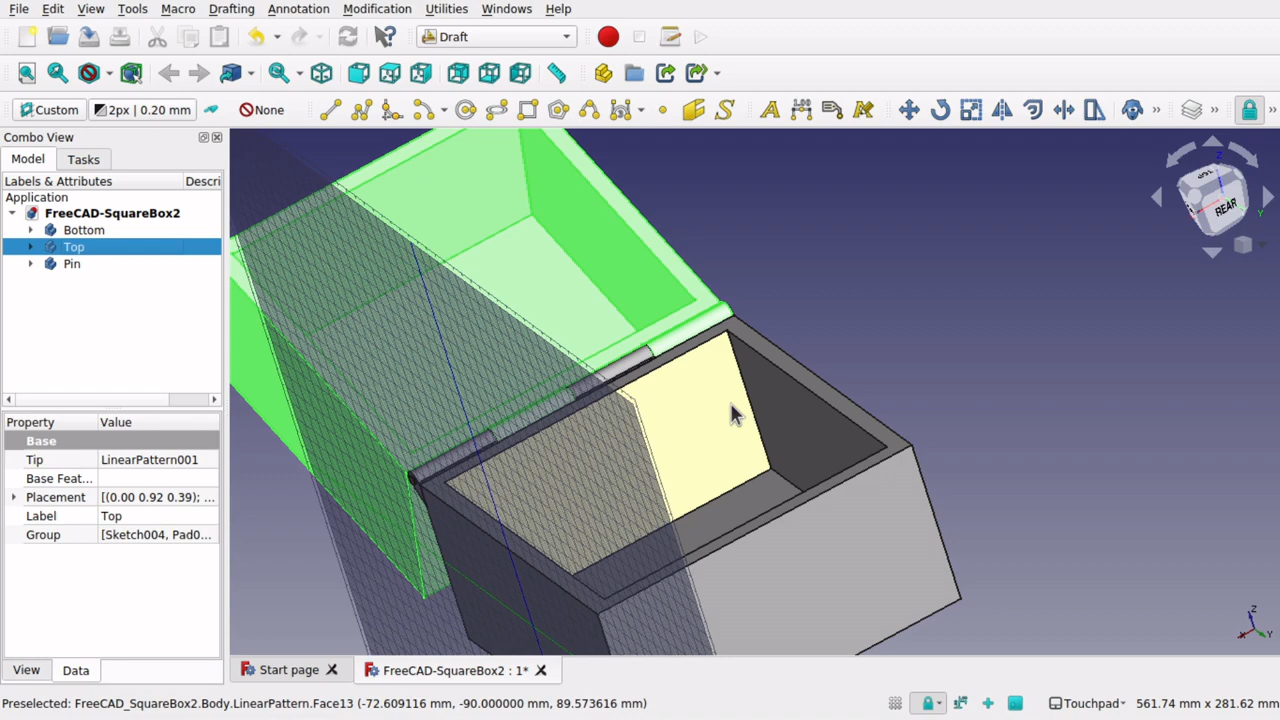 File Edit View Tools Macro Drafting Annotation Modification Utilities Windows Help
Draft
Custom 2px | 0.20 mm None
Combo View
Model Tasks
Labels & Attributes Descri
Application
FreeCAD-SquareBox2
Bottom
Top
Pin
Property Value
Base
Tip LinearPattern001
Base Feat...
Placement [(0.00 0.92 0.39); ...
Label Top
Group [Sketch004, Pad0...
View Data
REAR
Z
Y
Z
Y
X
Start page FreeCAD-SquareBox2 : 1*
Preselected: FreeCAD_SquareBox2.Body.LinearPattern.Face13 (-72.609116 mm, -90.000000 mm, 89.573616 mm) Touchpad 561.74 mm x 281.62 mm